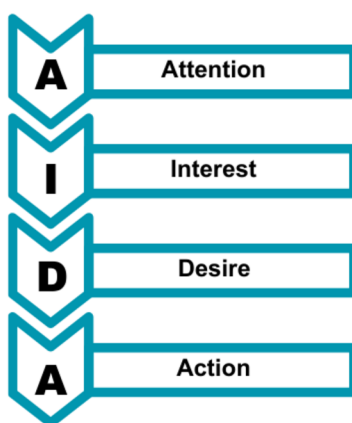 A Attention
I Interest
D Desire
A Action